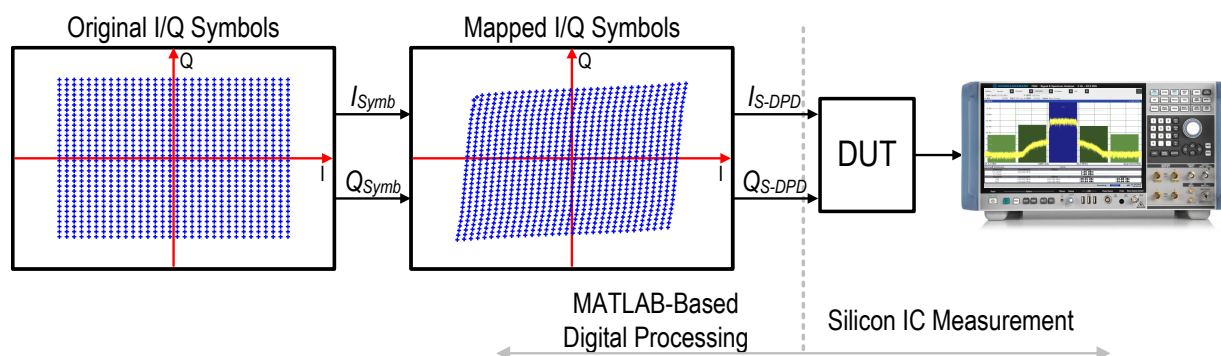 Original I/Q Symbols
Mapped I/Q Symbols
Q
I
I_Symb
Q_Symb
Q
I
I_S-DPD
Q_S-DPD
DUT
MATLAB-Based
Digital Processing
Silicon IC Measurement